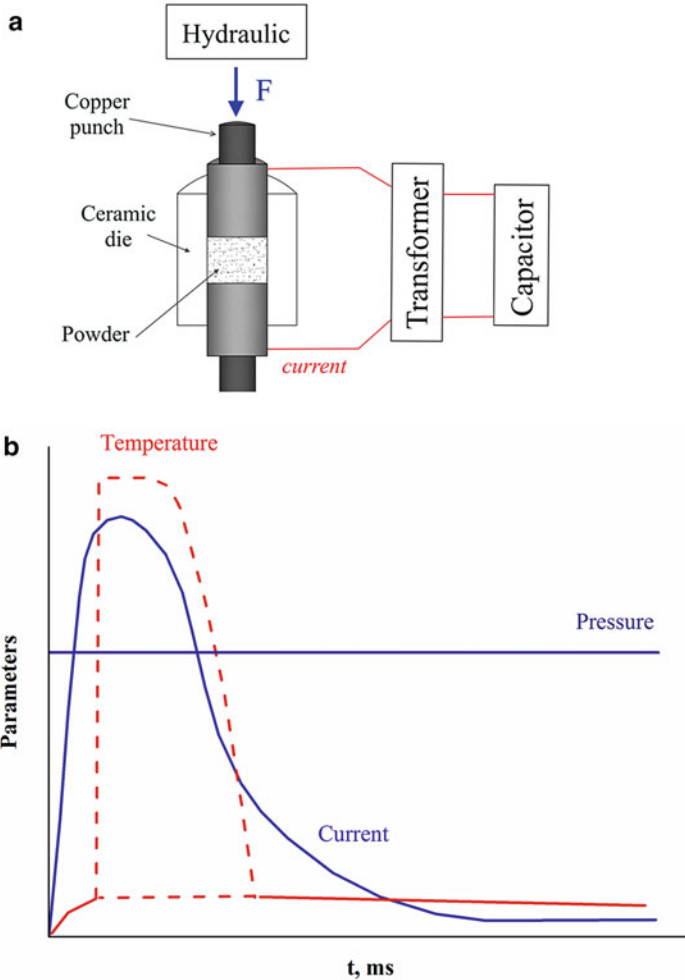 a
Hydraulic
F
Copper
punch
Ceramic
die
Powder
current
Transformer
Capacitor
b
Temperature
Pressure
Current
Parameters
t, ms